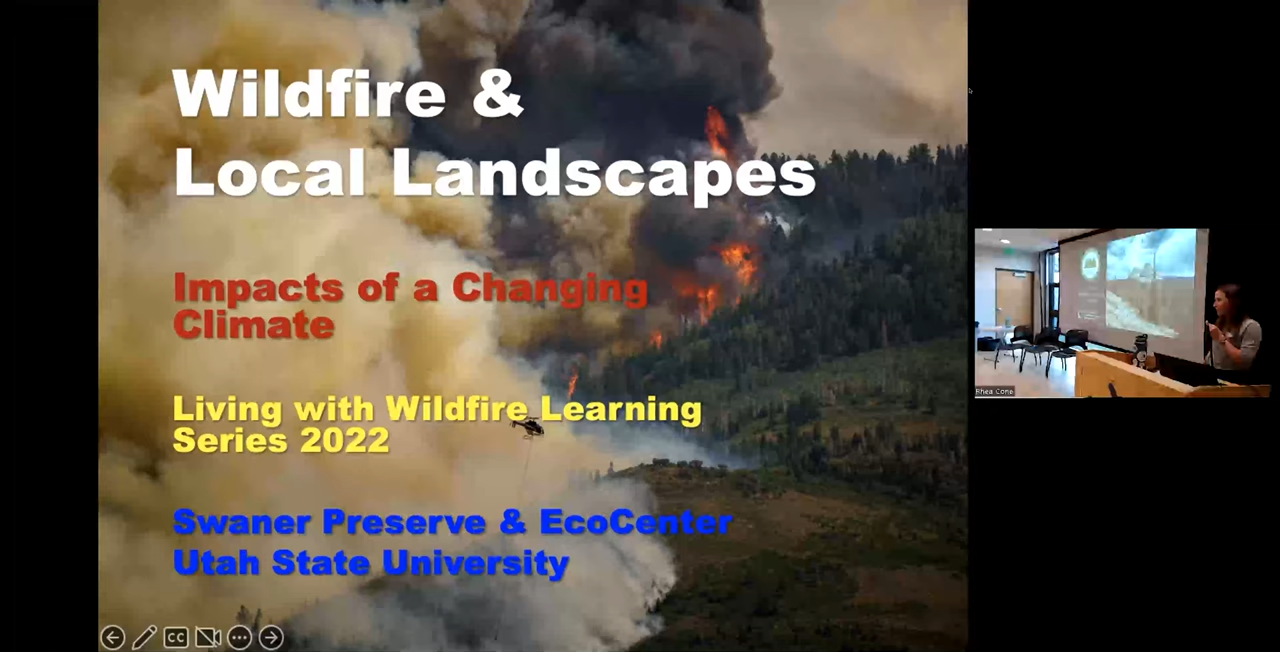 Wildfire &
Local Landscapes
Impacts of a Changing
Climate
Living with Wildfire Learning
Series 2022
Swaner Preserve & EcoCenter
Utah State University
CC
Rhea Cone